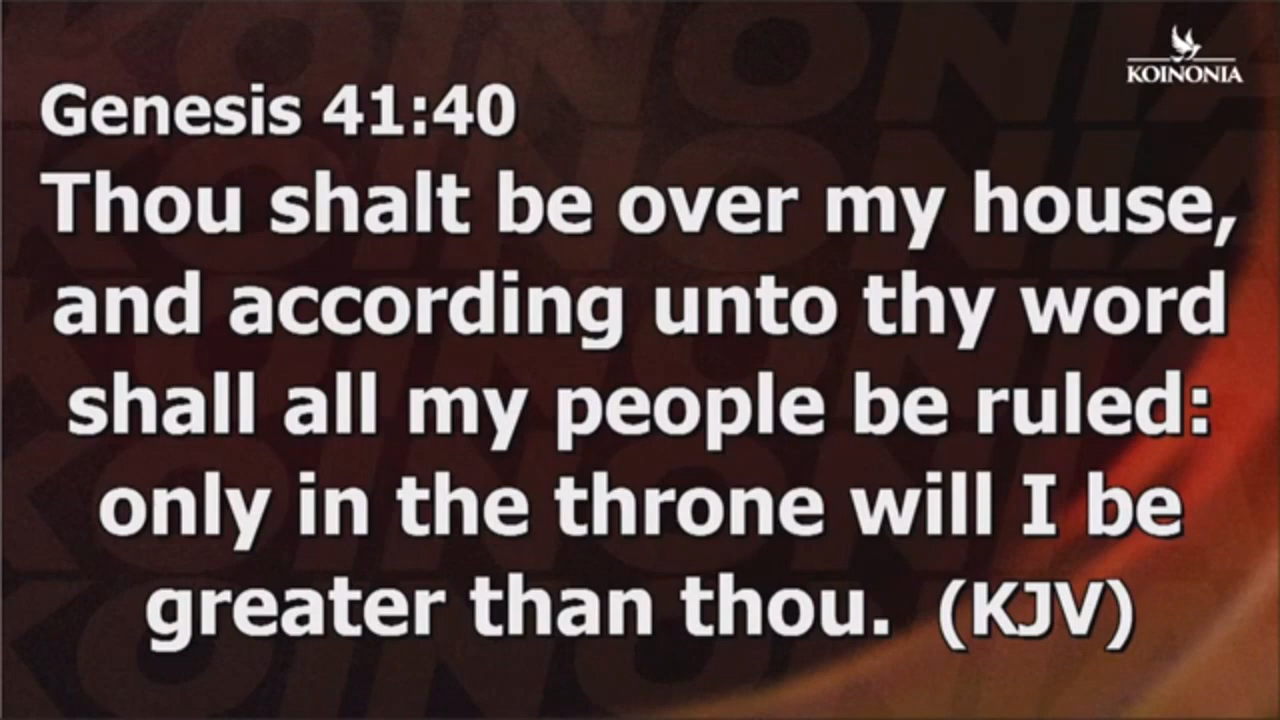 KOINONIA
Genesis 41:40
Thou shalt be over my house,
and according unto thy word
shall all my people be ruled:
only in the throne will I be
greater than thou. (KJV)